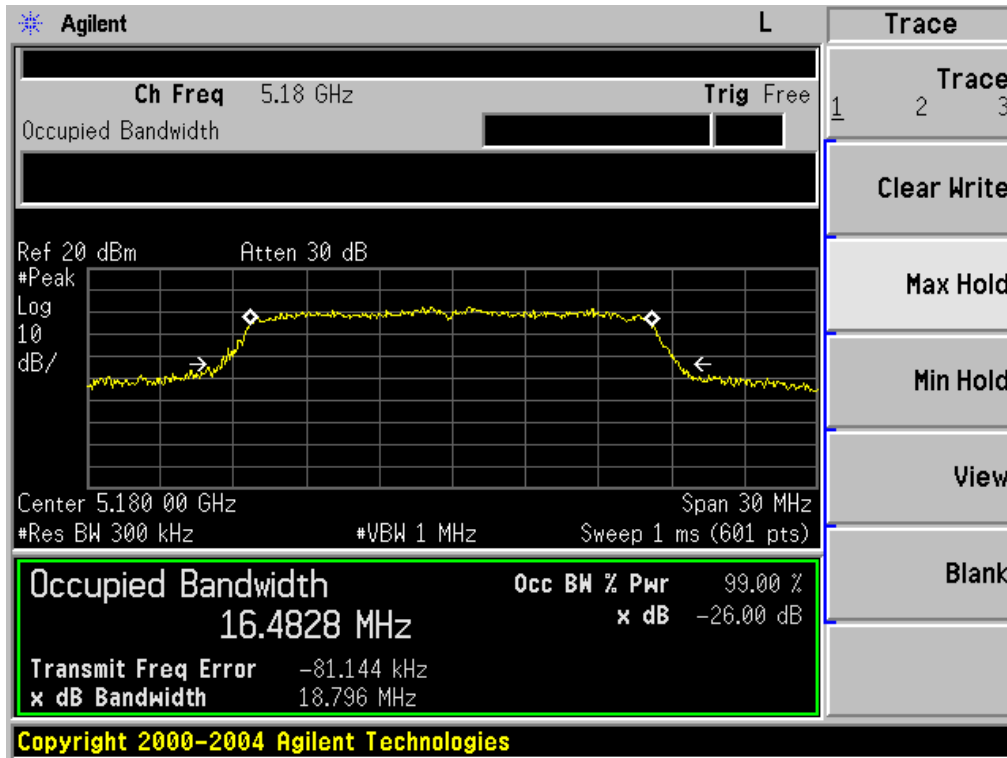 Agilent L Trace
Ch Freq 5.18 GHz Trig Free
Occupied Bandwidth
Trace
1 2 3
Clear Write
Ref 20 dBm Atten 30 dB
#Peak
Log
10
dB/
Max Hold
Min Hold
View
Center 5.180 00 GHz Span 30 MHz
#Res BW 300 kHz #VBW 1 MHz Sweep 1 ms (601 pts)
Blank
Occupied Bandwidth
16.4828 MHz
Occ BW % Pwr 99.00 %
x dB -26.00 dB
Transmit Freq Error -81.144 kHz
x dB Bandwidth 18.796 MHz
Copyright 2000-2004 Agilent Technologies